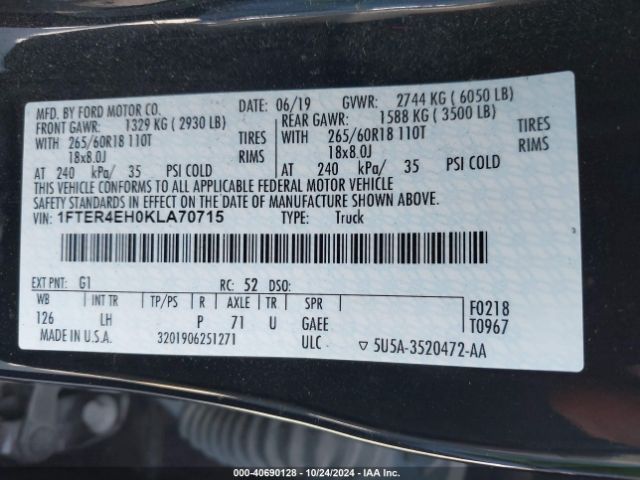 MFD. BY FORD MOTOR CO.
DATE: 06/19 GVWR: 2744 KG ( 6050 LB)
FRONT GAWR: 1329 KG ( 2930 LB)
WITH 265/60R18 110T TIRES
18x8.0J RIMS
AT 240 kPa/ 35 PSI COLD
REAR GAWR: 1588 KG ( 3500 LB)
WITH 265/60R18 110T TIRES
18x8.0J RIMS
AT 240 kPa/ 35 PSI COLD
THIS VEHICLE CONFORMS TO ALL APPLICABLE FEDERAL MOTOR VEHICLE
SAFETY STANDARDS IN EFFECT ON THE DATE OF MANUFACTURE SHOWN ABOVE.
VIN: 1FTER4EH0KLA70715 TYPE: Truck
EXT PNT: G1 RC: 52 DSO:
WB INT TR TP/PS R AXLE TR SPR
126 LH P 71 U GAEE
F0218
T0967
MADE IN U.S.A. 3201906251271 ULC ▽ 5U5A-3520472-AA
000-40690128 - 10/24/2024 - IAA Inc.